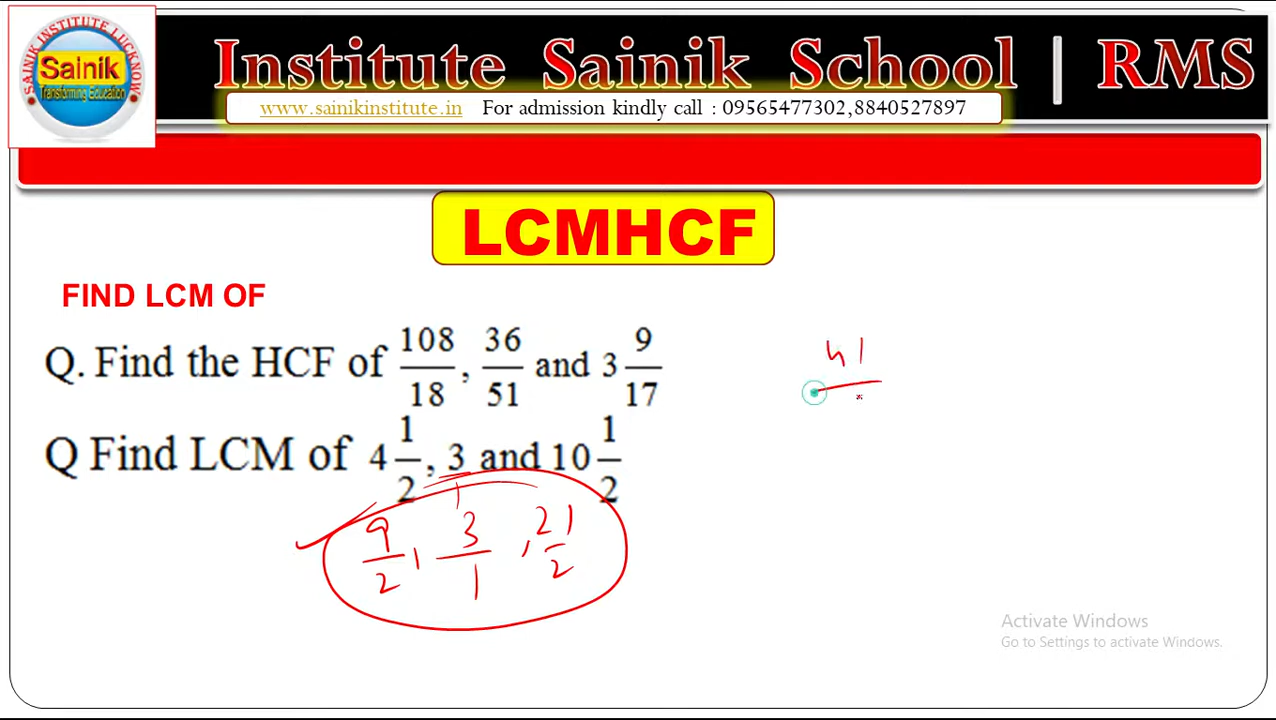 SAINIK INSTITUTE LUCKNOW
Sainik
Transforming Education
Institute Sainik School | RMS
www.sainikinstitute.in For admission kindly call : 09565477302,8840527897
LCMHCF
FIND LCM OF
Q. Find the HCF of 108/18, 36/51 and 3 9/17
Q Find LCM of 4 1/2, 3/1 and 10 1/2
9/2, 3/1, 21/2
Activate Windows
Go to Settings to activate Windows.